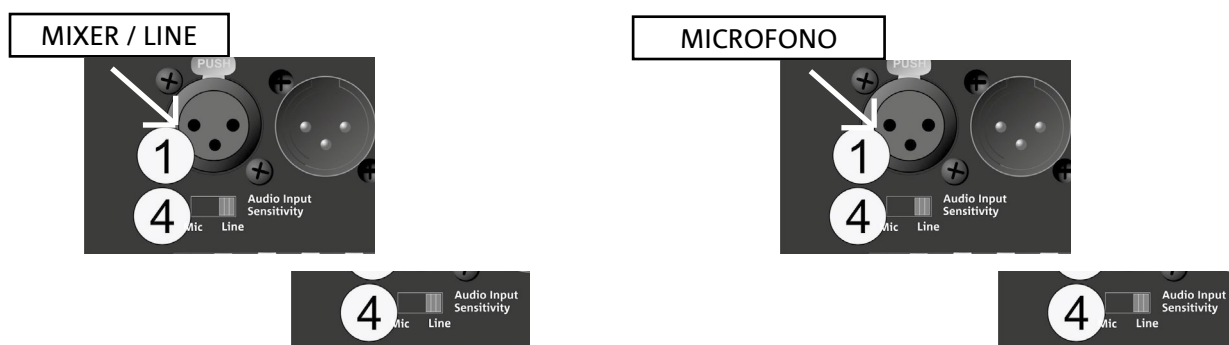 MIXER / LINE
PUSH
1
4
Audio Input
Sensitivity
Mic Line
4
Audio Input
Sensitivity
Mic Line
MICROFONO
PUSH
1
4
Audio Input
Sensitivity
Mic Line
4
Audio Input
Sensitivity
Mic Line